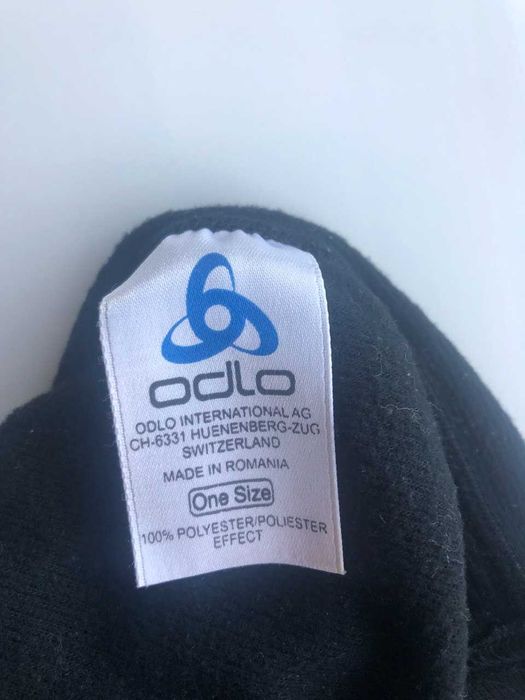 odlo
ODLO INTERNATIONAL AG
CH-6331 HUENENBERG-ZUG
SWITZERLAND
MADE IN ROMANIA
One Size
100% POLYESTER/POLIESTER
EFFECT